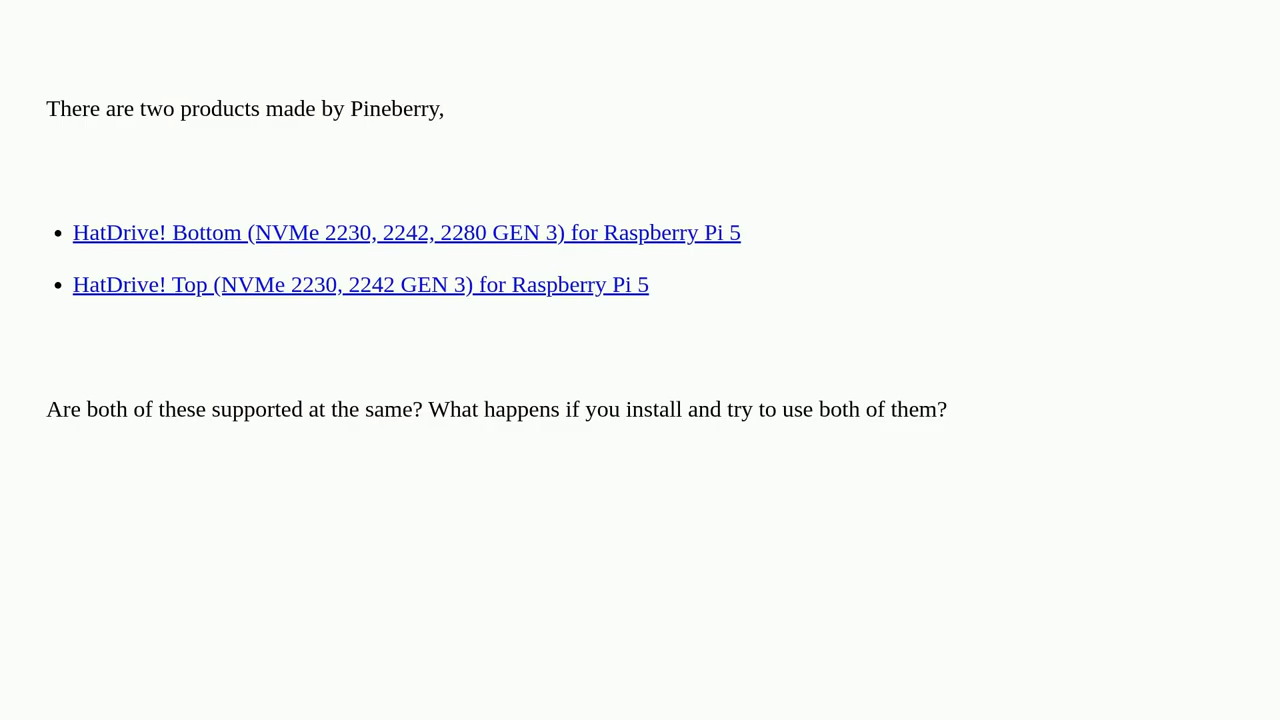 There are two products made by Pineberry,
• HatDrive! Bottom (NVMe 2230, 2242, 2280 GEN 3) for Raspberry Pi 5
• HatDrive! Top (NVMe 2230, 2242 GEN 3) for Raspberry Pi 5
Are both of these supported at the same? What happens if you install and try to use both of them?